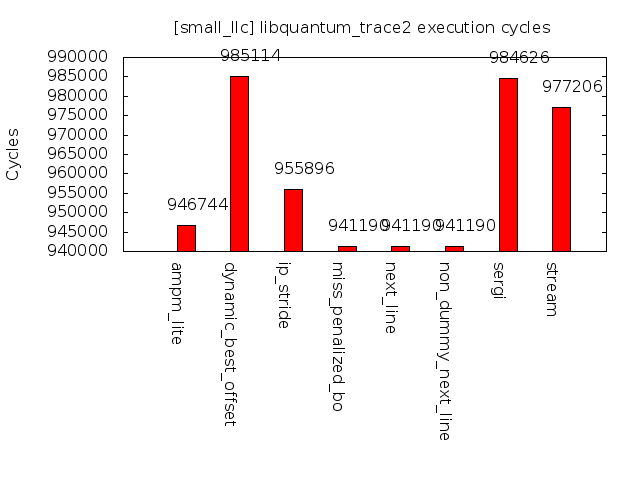 [small_llc] libquantum_trace2 execution cycles
Cycles
990000
985000
980000
975000
970000
965000
960000
955000
950000
945000
940000
946744
985114
955896
941190
941190
941190
984626
977206
ampm_lite
dynamic_best_offset
ip_stride
miss_penalized_bo
next_line
non_dummy_next_line
sergi
stream